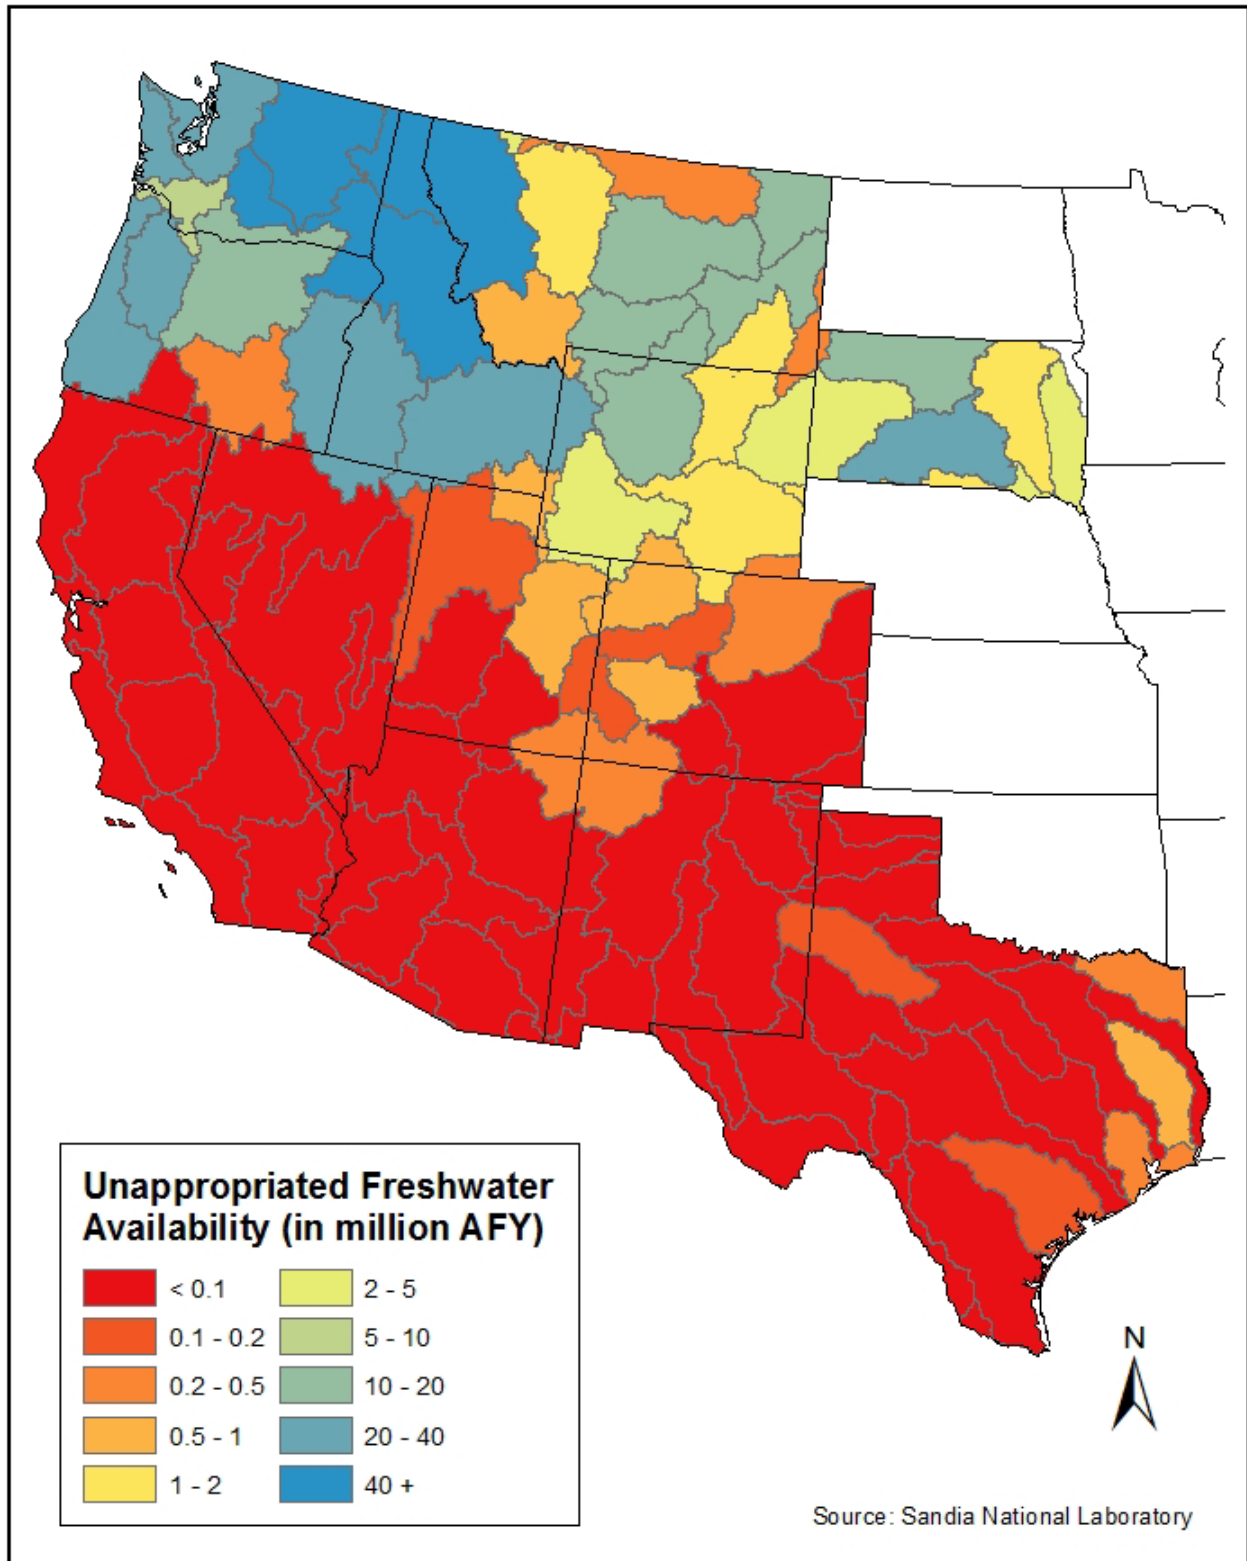 N
Unappropriated Freshwater
Availability (in million AFY)
< 0.1
0.1 - 0.2
0.2 - 0.5
0.5 - 1
1 - 2
2 - 5
5 - 10
10 - 20
20 - 40
40 +
Source: Sandia National Laboratory